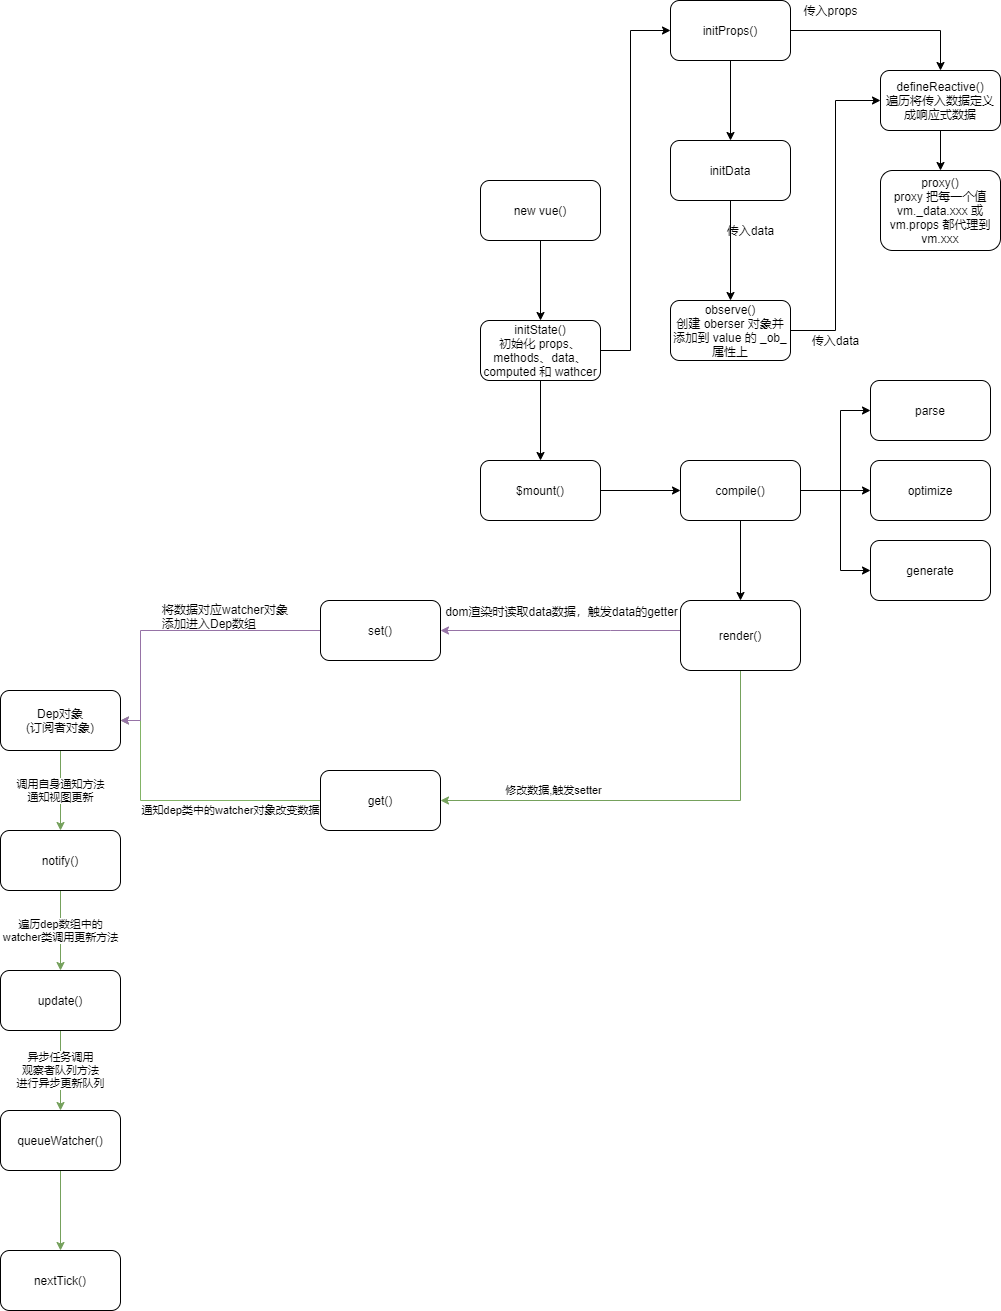 initProps()
传入props
defineReactive()
遍历将传入数据定义
成响应式数据
initData
proxy()
proxy 把每一个值
vm._data.xxx 或
vm.props 都代理到
vm.xxx
new vue()
传入data
observe()
创建 oberser 对象并
添加到 value 的 _ob_
属性上
传入data
initState()
初始化 props、
methods、data、
computed 和 wathcer
parse
$mount()
compile()
optimize
generate
将数据对应watcher对象
添加进入Dep数组
set()
dom渲染时读取data数据，触发data的getter
render()
Dep对象
(订阅者对象)
调用自身通知方法
通知视图更新
通知dep类中的watcher对象改变数据
get()
修改数据,触发setter
notify()
遍历dep数组中的
watcher类调用更新方法
update()
异步任务调用
观察者队列方法
进行异步更新队列
queueWatcher()
nextTick()